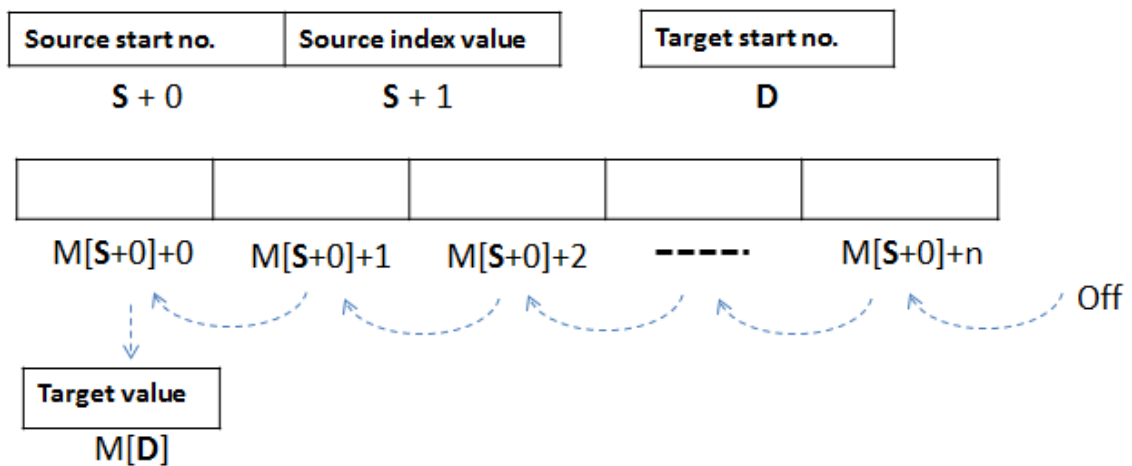 Source start no. Source index value Target start no.
S + 0 S + 1 D
M[S+0]+0 M[S+0]+1 M[S+0]+2 ----- M[S+0]+n
Off
Target value
M[D]